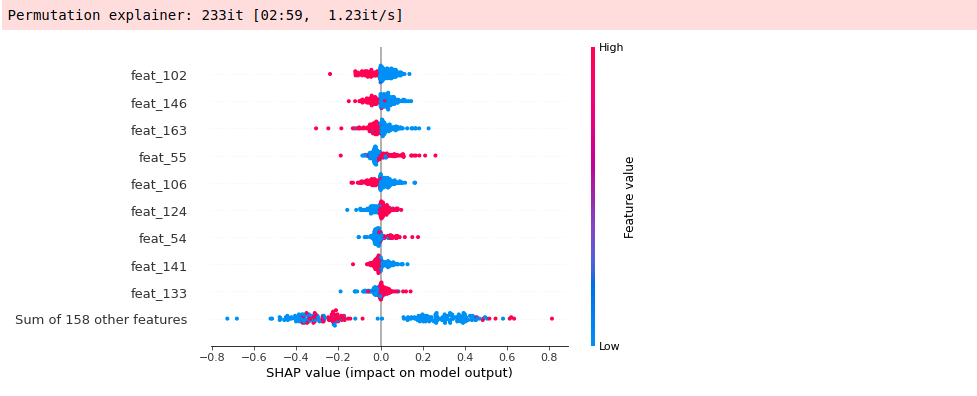 Permutation explainer: 233it [02:59,  1.23it/s]
High
feat_102
feat_146
feat_163
feat_55
feat_106
feat_124
feat_54
feat_141
feat_133
Sum of 158 other features
Feature value
Low
−0.8 −0.6 −0.4 −0.2 0.0 0.2 0.4 0.6 0.8
SHAP value (impact on model output)